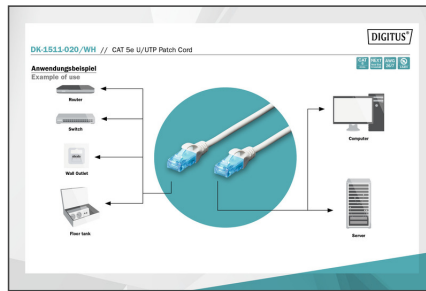 DIGITUS®
DK-1511-020/WH // CAT 5e U/UTP Patch Cord
Anwendungsbeispiel
Example of use
Router
Switch
Wall Outlet
Floor tank
Computer
Server